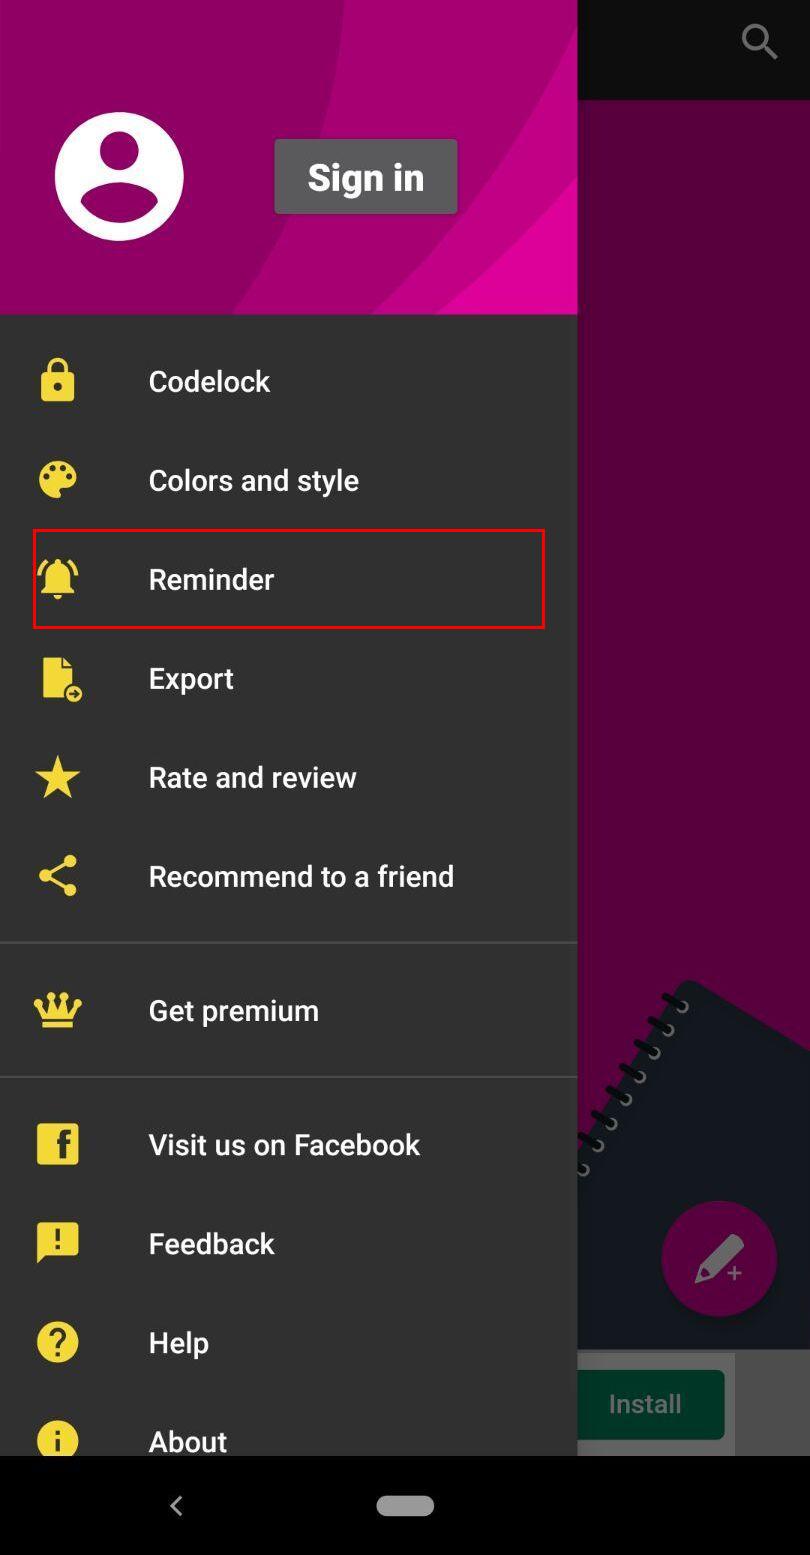 Sign in
Codelock
Colors and style
Reminder
Export
Rate and review
Recommend to a friend
Get premium
Visit us on Facebook
Feedback
Help
Install
About